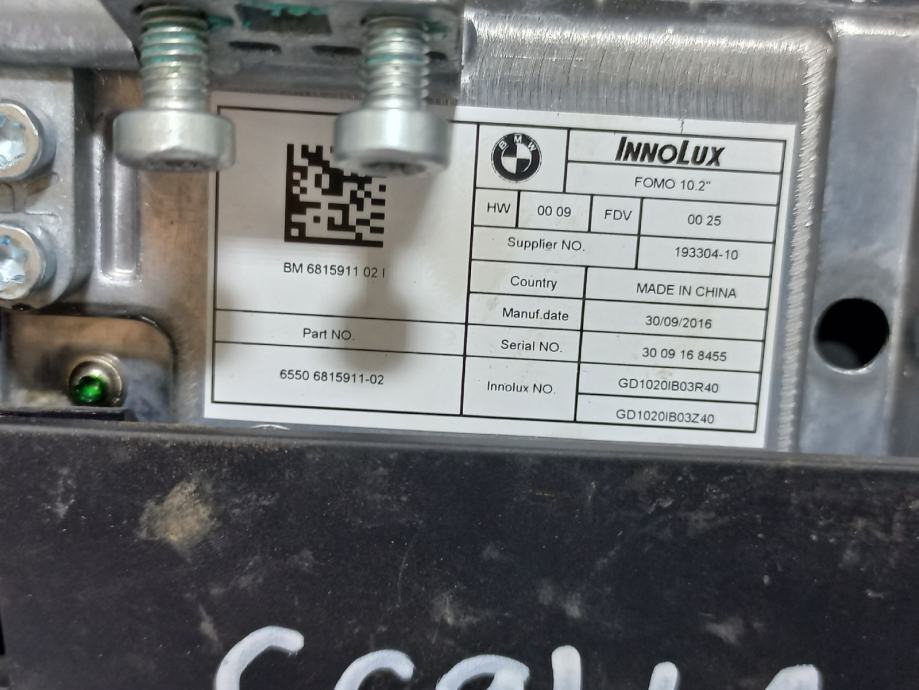 BMW
INNOLUX
FOMO 10.2"
HW 00 09 FDV 00 25
Supplier NO. 193304-10
BM 6815911 02 I
Country MADE IN CHINA
Manuf.date 30/09/2016
Part NO.
Serial NO. 30 09 16 8455
6550 6815911-02
Innolux NO. GD1020IB03R40
GD1020IB03Z40